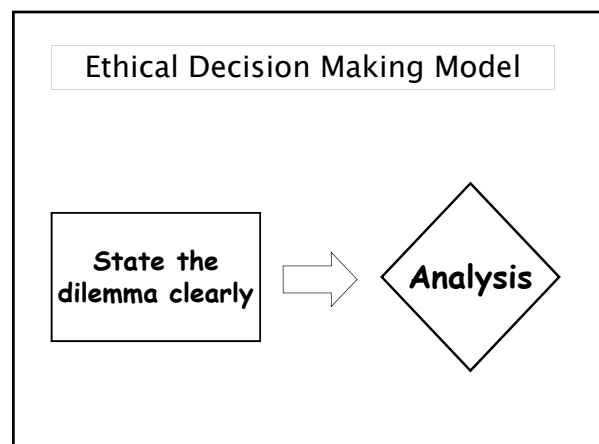 Ethical Decision Making Model
State the
dilemma clearly
Analysis